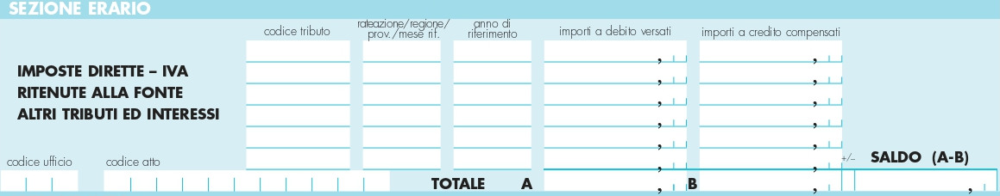 SEZIONE ERARIO
codice tributo
rateazione/regione/
prov./mese rif.
anno di
riferimento
importi a debito versati
importi a credito compensati
IMPOSTE DIRETTE – IVA
RITENUTE ALLA FONTE
ALTRI TRIBUTI ED INTERESSI
codice ufficio
codice atto
+/–
SALDO (A-B)
TOTALE A
B